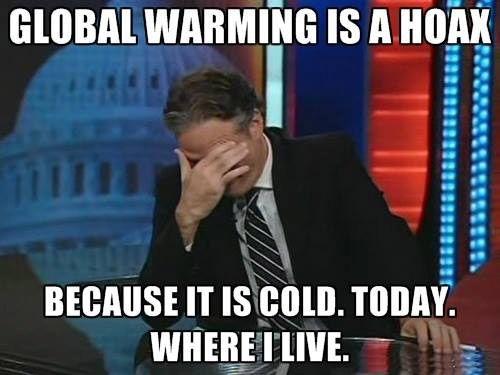 GLOBAL WARMING IS A HOAX
BECAUSE IT IS COLD. TODAY.
WHERE I LIVE.